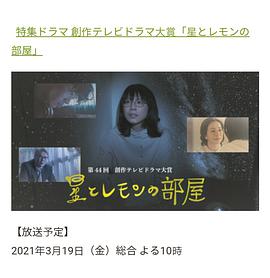 特集ドラマ 創作テレビドラマ大賞「星とレモンの
部屋」
第44回 創作テレビドラマ大賞
星とレモンの部屋
【放送予定】
2021年3月19日（金）総合 よる10時